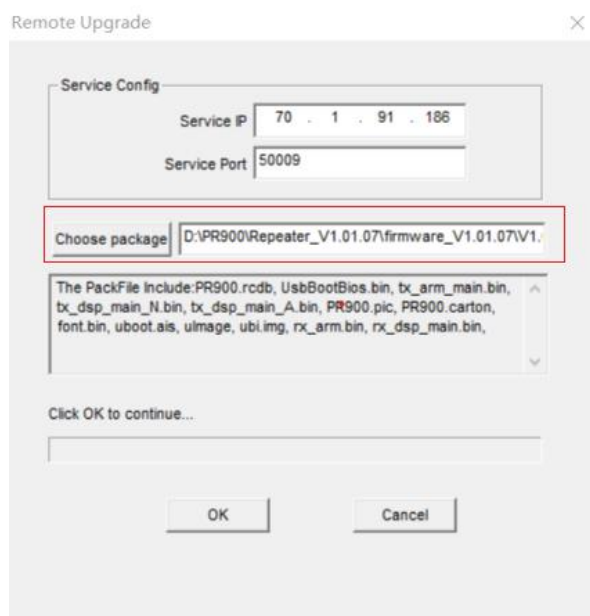 Remote Upgrade
Service Config
Service IP 70 . 1 . 91 . 186
Service Port 50009
Choose package D:\PR900\Repeater_V1.01.07\firmware_V1.01.07\V1.
The PackFile Include:PR900.rcdb, UsbBootBios.bin, tx_arm_main.bin,
tx_dsp_main_N.bin, tx_dsp_main_A.bin, PR900.pic, PR900.carton,
font.bin, uboot.ais, uImage, ubi.img, rx_arm.bin, rx_dsp_main.bin,
Click OK to continue...
OK Cancel